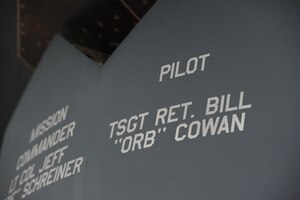 MISSION
COMMANDER
LT COL JEFF
SCHREINER
PILOT
TSGT RET. BILL
"ORB" COWAN